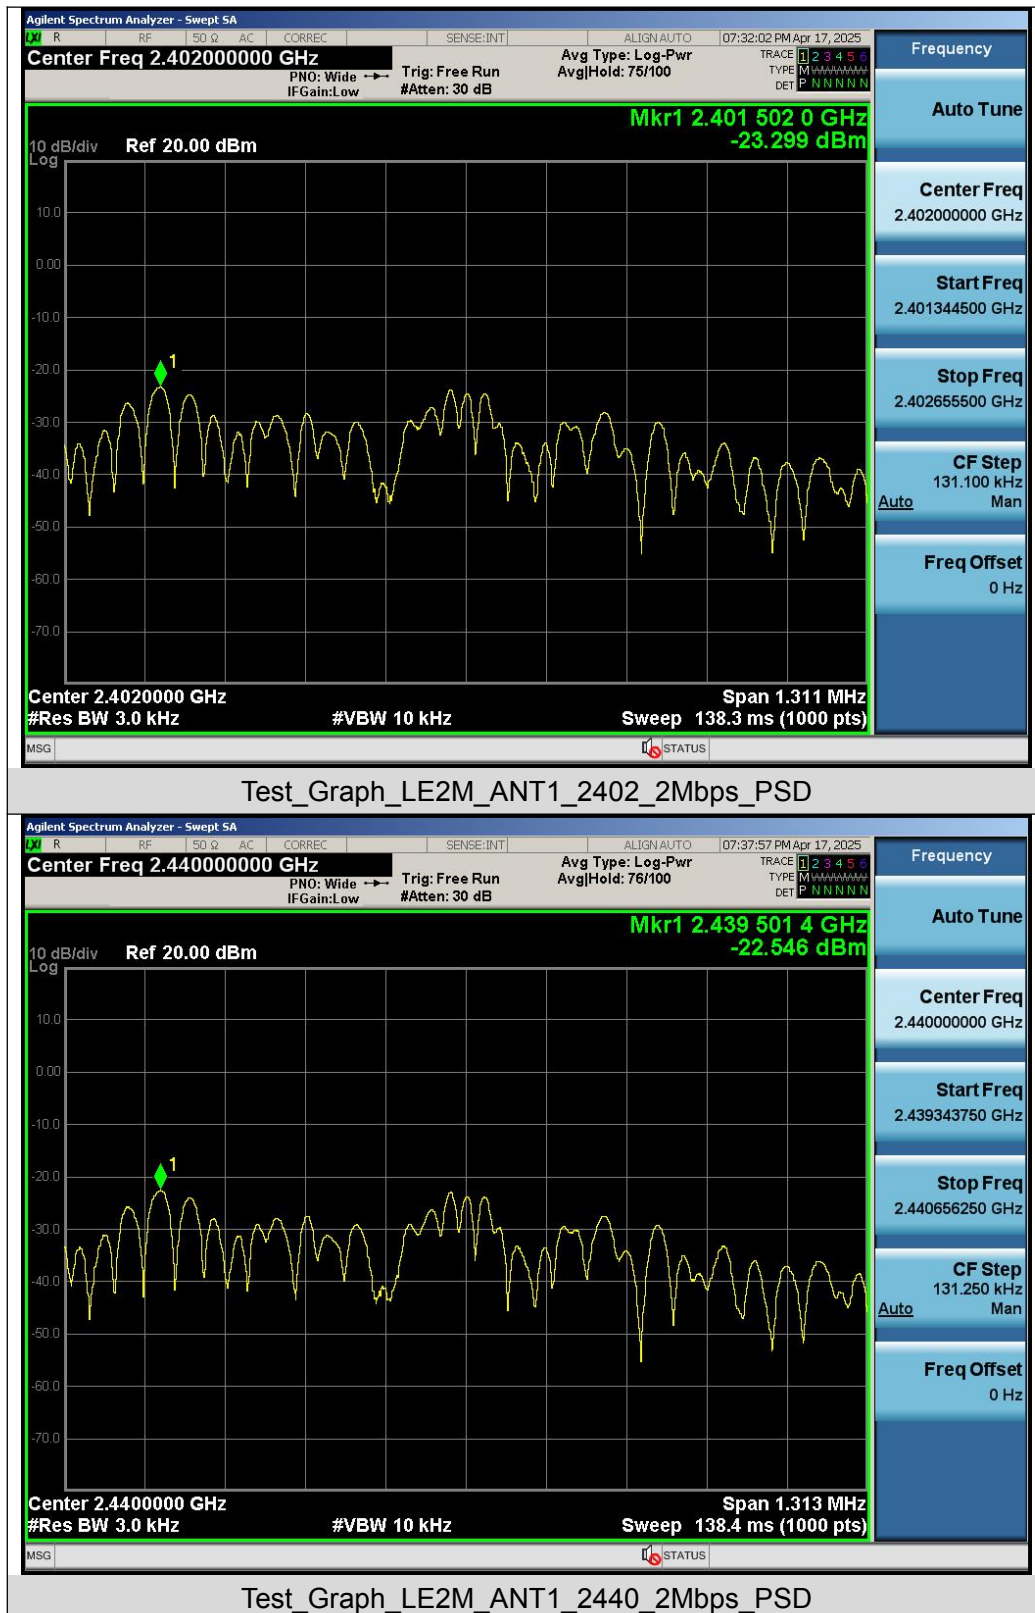 Agilent Spectrum Analyzer - Swept SA
LXI R RF 50 Ω AC CORREC SENSE:INT ALIGN AUTO 07:32:02 PM Apr 17, 2025
Center Freq 2.402000000 GHz
PNO: Wide
IFGain:Low
Trig: Free Run
#Atten: 30 dB
Avg Type: Log-Pwr
Avg|Hold: 75/100
TRACE 1 2 3 4 5 6
TYPE M WWWWW
DET P N N N N N
Mkr1 2.401 502 0 GHz
-23.299 dBm
10 dB/div Ref 20.00 dBm
Log
10.0
0.00
-10.0
-20.0
-30.0
-40.0
-50.0
-60.0
-70.0
1
Center 2.4020000 GHz Span 1.311 MHz
#Res BW 3.0 kHz #VBW 10 kHz Sweep 138.3 ms (1000 pts)
MSG STATUS
Frequency
Auto Tune
Center Freq
2.402000000 GHz
Start Freq
2.401344500 GHz
Stop Freq
2.402655500 GHz
CF Step
131.100 kHz
Auto Man
Freq Offset
0 Hz
Test_Graph_LE2M_ANT1_2402_2Mbps_PSD
Agilent Spectrum Analyzer - Swept SA
LXI R RF 50 Ω AC CORREC SENSE:INT ALIGN AUTO 07:37:57 PM Apr 17, 2025
Center Freq 2.440000000 GHz
PNO: Wide
IFGain:Low
Trig: Free Run
#Atten: 30 dB
Avg Type: Log-Pwr
Avg|Hold: 76/100
TRACE 1 2 3 4 5 6
TYPE M WWWWW
DET P N N N N N
Mkr1 2.439 501 4 GHz
-22.546 dBm
10 dB/div Ref 20.00 dBm
Log
10.0
0.00
-10.0
-20.0
-30.0
-40.0
-50.0
-60.0
-70.0
1
Center 2.4400000 GHz Span 1.313 MHz
#Res BW 3.0 kHz #VBW 10 kHz Sweep 138.4 ms (1000 pts)
MSG STATUS
Frequency
Auto Tune
Center Freq
2.440000000 GHz
Start Freq
2.439343750 GHz
Stop Freq
2.440656250 GHz
CF Step
131.250 kHz
Auto Man
Freq Offset
0 Hz
Test_Graph_LE2M_ANT1_2440_2Mbps_PSD